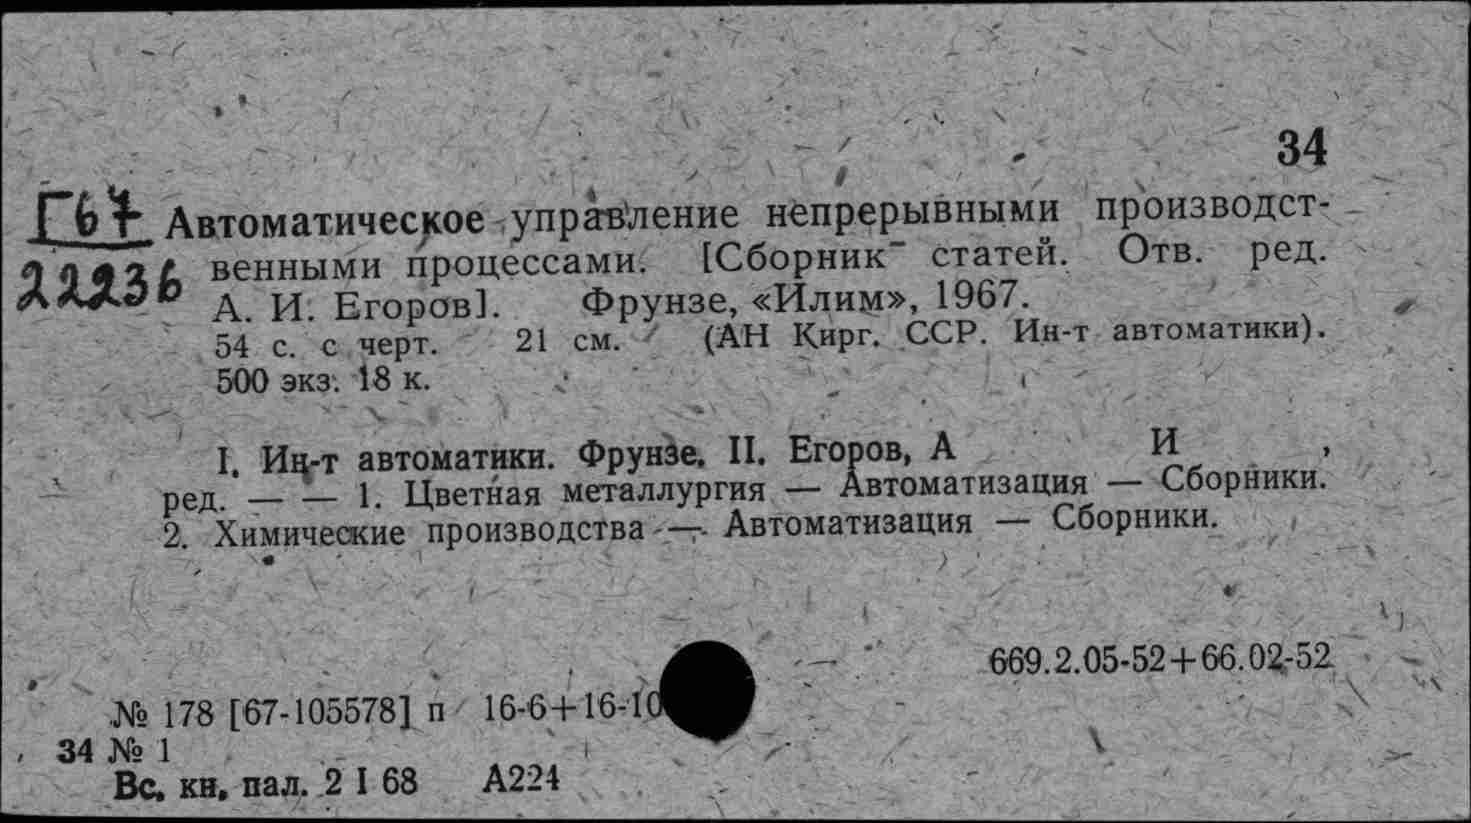 34
Г67 Автоматическое управление непрерывными производст-
22236 венными процессами. [Сборник статей. Отв. ред.
А. И. Егоров]. Фрунзе, «Илим», 1967.
54 с. с черт. 21 см. (АН Кирг. ССР. Ин-т автоматики).
500 экз. 18 к.
I. Ин-т автоматики. Фрунзе. II. Егоров, А И ,
ред. — — 1. Цветная металлургия — Автоматизация — Сборники.
2. Химические производства — Автоматизация — Сборники.
669.2.05-52+66.02-52
№ 178 [67-105578] п 16-6+16-10
34 № 1
Вс. кн. пал. 2 I 68 А224